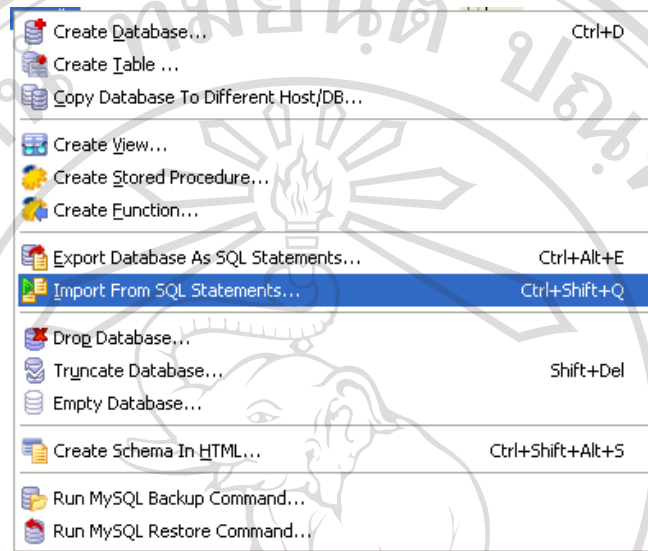 Create Database... Ctrl+D
Create Table ...
Copy Database To Different Host/DB...
Create View...
Create Stored Procedure...
Create Function...
Export Database As SQL Statements... Ctrl+Alt+E
Import From SQL Statements... Ctrl+Shift+Q
Drop Database...
Truncate Database... Shift+Del
Empty Database...
Create Schema In HTML... Ctrl+Shift+Alt+S
Run MySQL Backup Command...
Run MySQL Restore Command...